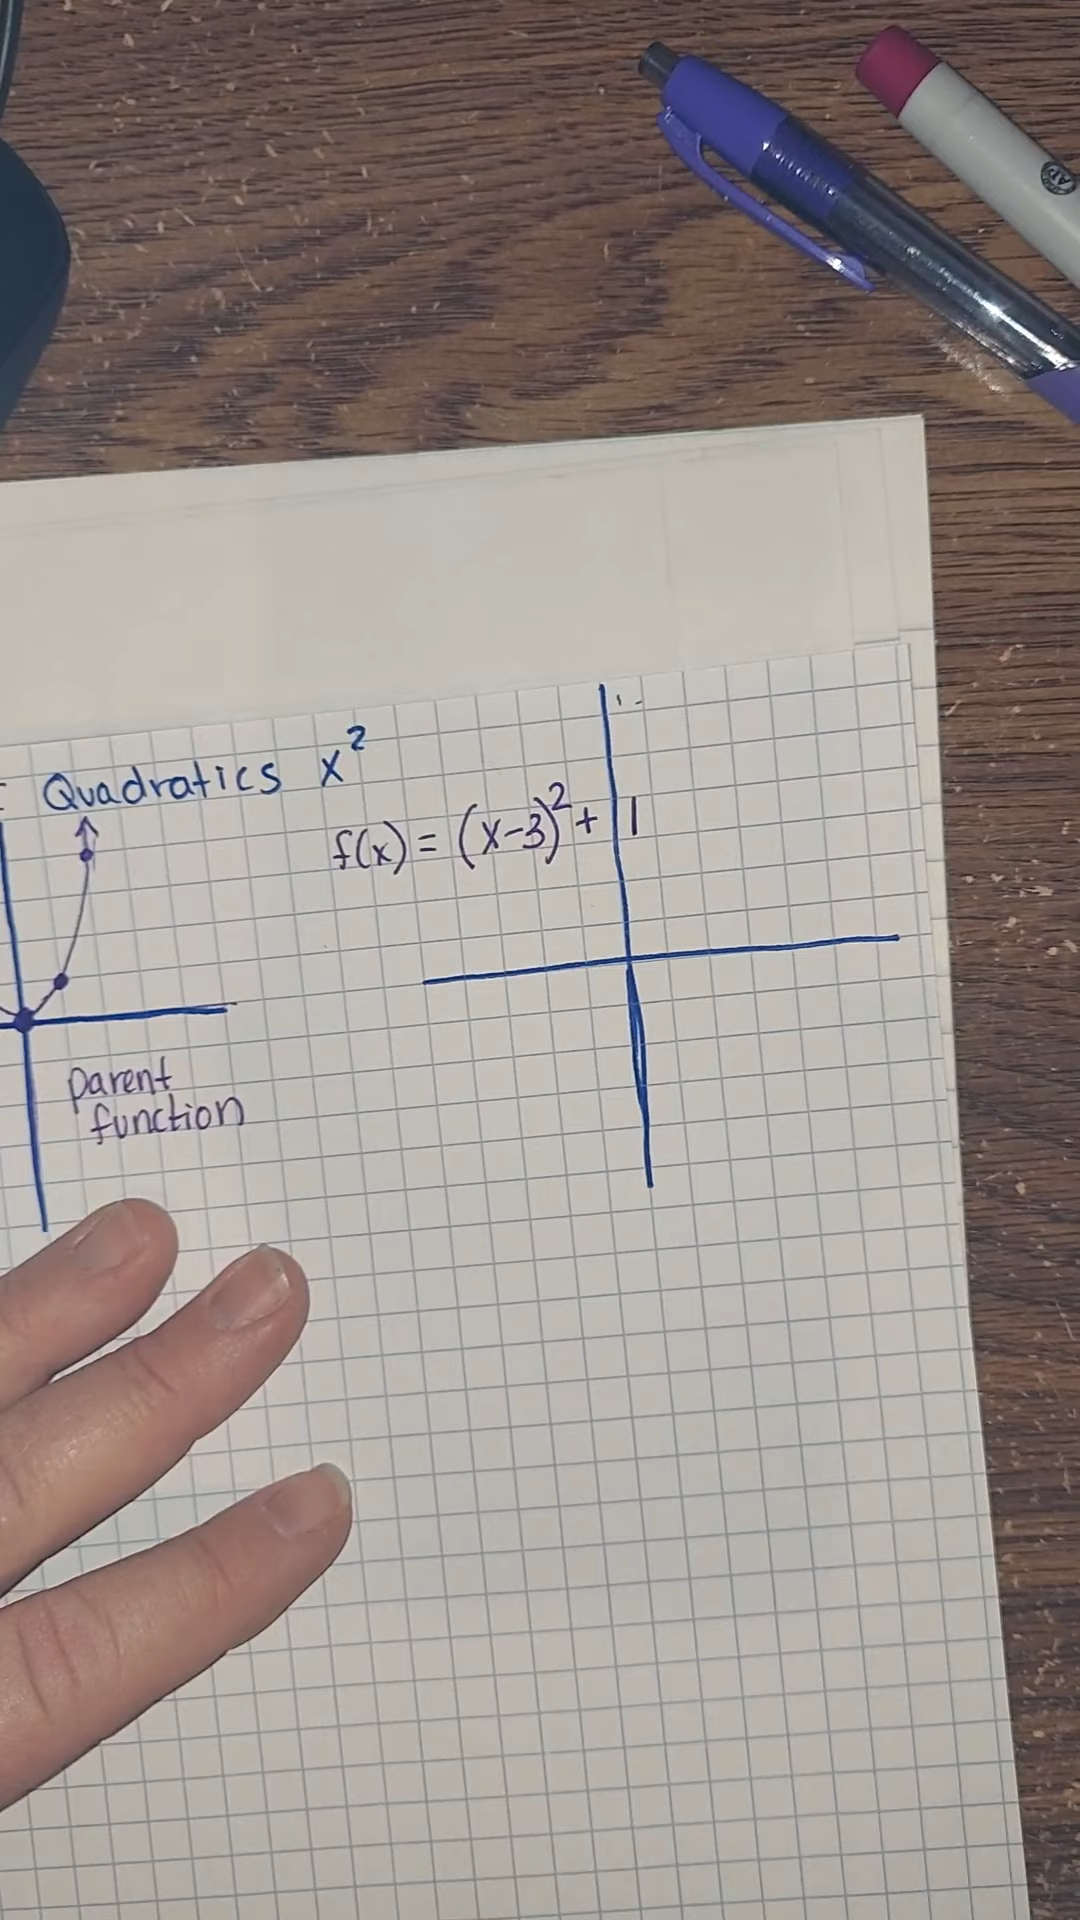 Quadratics x²
f(x) = (x-3)² + 1
parent
function